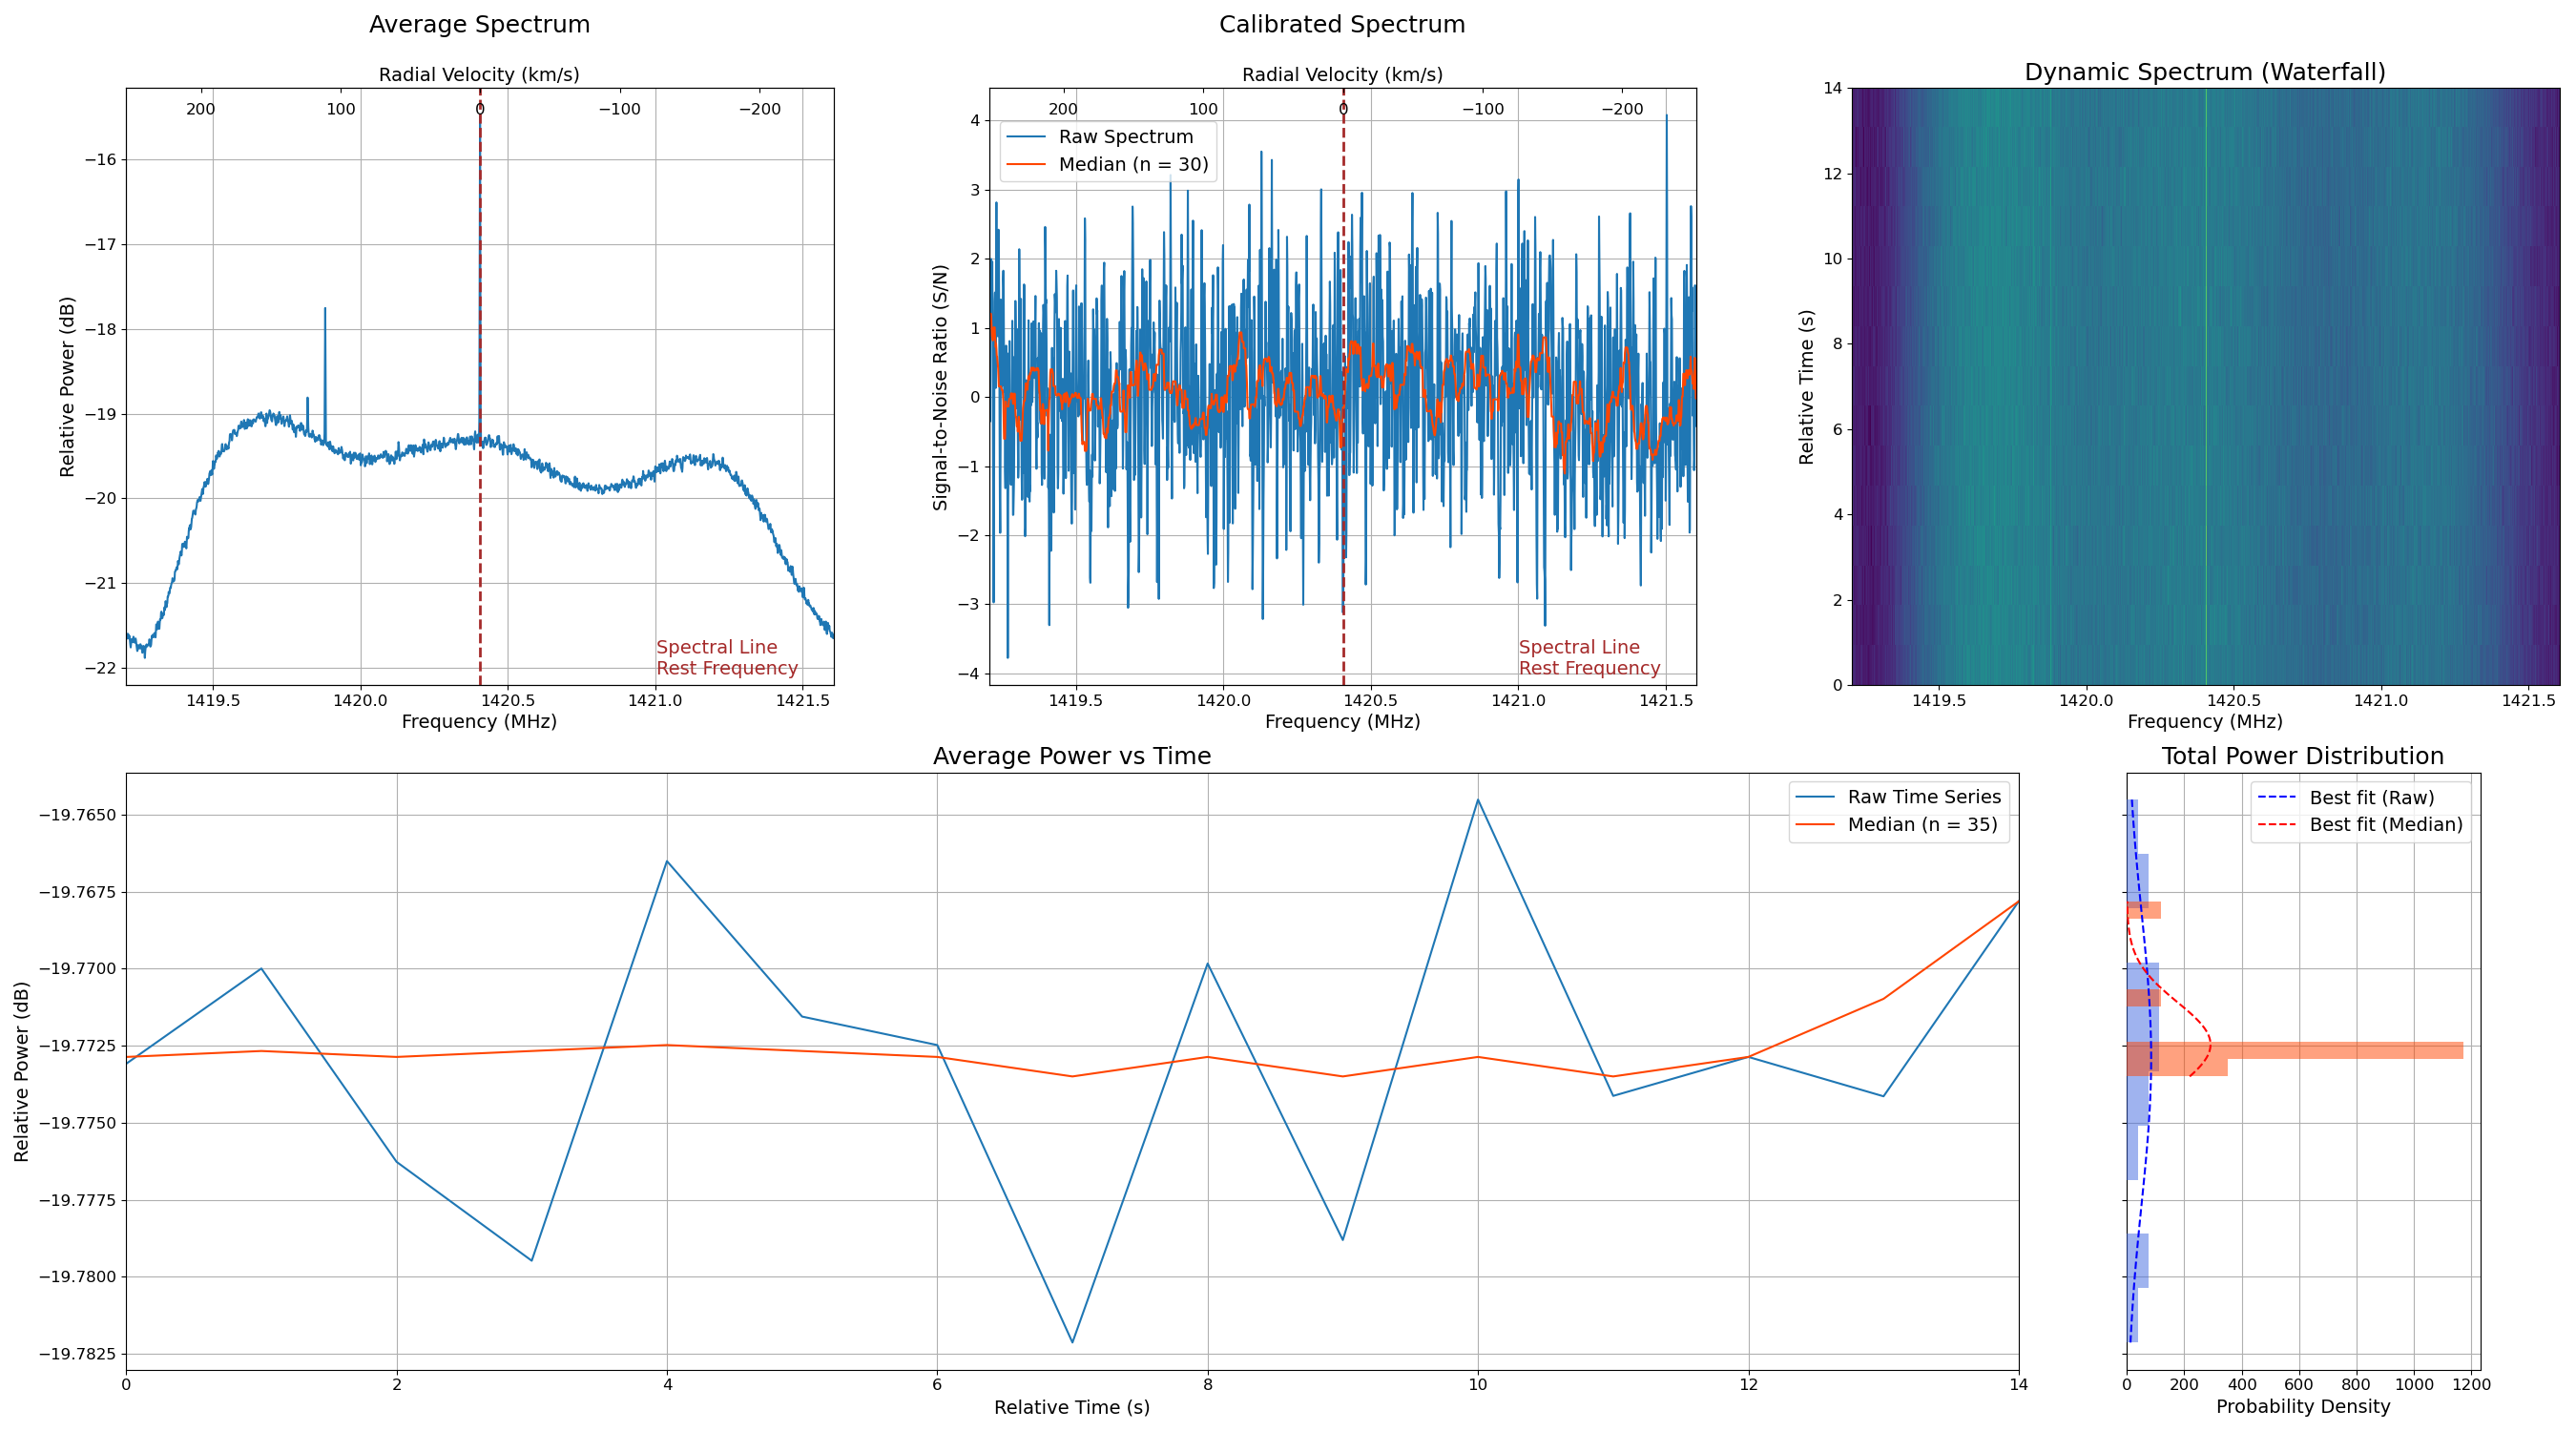 Average Spectrum
Radial Velocity (km/s)
200 100 0 −100 −200
−16
−17
−18
−19
−20
−21
−22
Relative Power (dB)
Spectral Line
Rest Frequency
1419.5 1420.0 1420.5 1421.0 1421.5
Frequency (MHz)
Calibrated Spectrum
Radial Velocity (km/s)
200 100 0 −100 −200
Raw Spectrum
Median (n = 30)
4
3
2
1
0
−1
−2
−3
−4
Signal-to-Noise Ratio (S/N)
Spectral Line
Rest Frequency
1419.5 1420.0 1420.5 1421.0 1421.5
Frequency (MHz)
Dynamic Spectrum (Waterfall)
14
12
10
8
6
4
2
0
Relative Time (s)
1419.5 1420.0 1420.5 1421.0 1421.5
Frequency (MHz)
Average Power vs Time
Raw Time Series
Median (n = 35)
−19.7650
−19.7675
−19.7700
−19.7725
−19.7750
−19.7775
−19.7800
−19.7825
Relative Power (dB)
0 2 4 6 8 10 12 14
Relative Time (s)
Total Power Distribution
Best fit (Raw)
Best fit (Median)
0 200 400 600 800 1000 1200
Probability Density